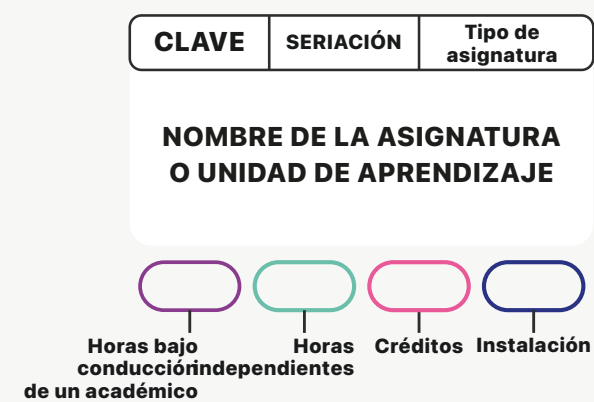 CLAVE
SERIACIÓN
Tipo de
asignatura
NOMBRE DE LA ASIGNATURA
O UNIDAD DE APRENDIZAJE
Horas bajo
conducción
de un académico
Horas
independientes
Créditos
Instalación